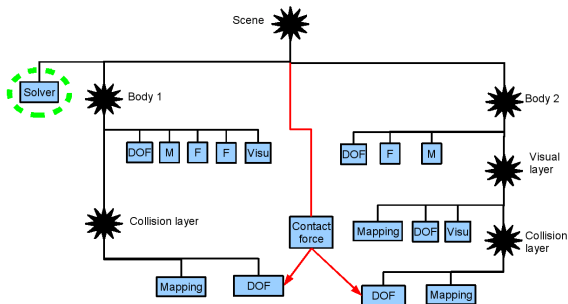 Scene
Solver
Body 1
Body 2
DOF
M
F
F
Visu
DOF
F
M
Visual
layer
Collision layer
Contact
force
Mapping
DOF
Visu
Collision
layer
Mapping
DOF
DOF
Mapping